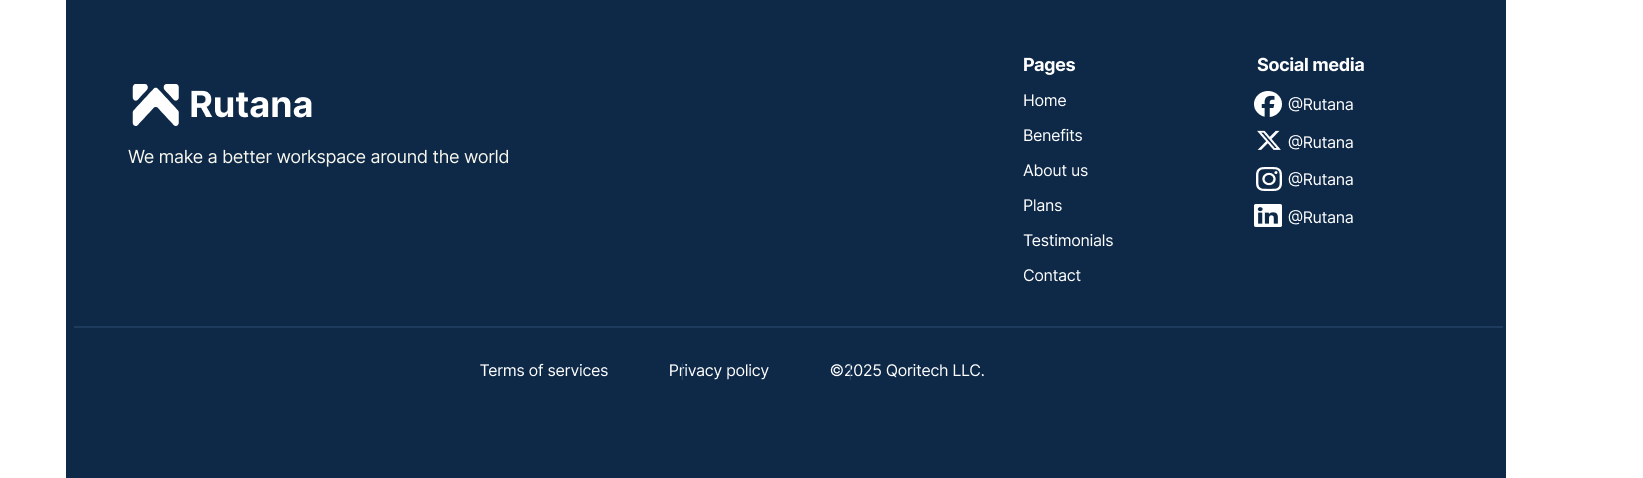 Rutana
We make a better workspace around the world
Pages
Home
Benefits
About us
Plans
Testimonials
Contact
Social media
@Rutana
@Rutana
@Rutana
@Rutana
Terms of services
Privacy policy
©2025 Qoritech LLC.